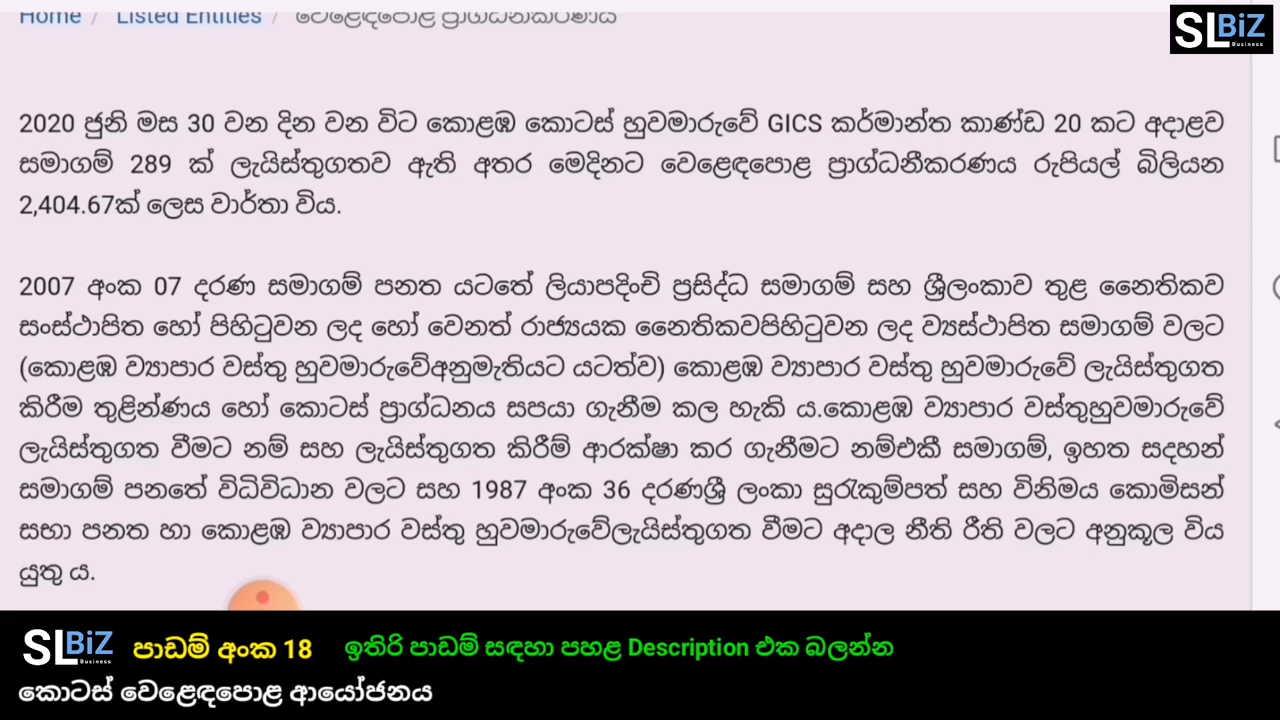 Home / Listed Entities / වෙළෙඳපොළ ප්‍රාග්ධනීකරණය
SLBiZ
Business
2020 ජුනි මස 30 වන දින වන විට කොළඹ කොටස් හුවමාරුවේ GICS කර්මාන්ත කාණ්ඩ 20 කට අදාළව
සමාගම් 289 ක් ලැයිස්තුගතව ඇති අතර මෙදිනට වෙළෙඳපොළ ප්‍රාග්ධනීකරණය රුපියල් බිලියන
2,404.67ක් ලෙස වාර්තා විය.
2007 අංක 07 දරණ සමාගම් පනත යටතේ ලියාපදිංචි ප්‍රසිද්ධ සමාගම් සහ ශ්‍රීලංකාව තුළ නෛතිකව
සංස්ථාපිත හෝ පිහිටුවන ලද හෝ වෙනත් රාජ්‍යයක නෛතිකවපිහිටුවන ලද ව්‍යස්ථාපිත සමාගම් වලට
(කොළඹ ව්‍යාපාර වස්තු හුවමාරුවේඅනුමැතියට යටත්ව) කොළඹ ව්‍යාපාර වස්තු හුවමාරුවේ ලැයිස්තුගත
කිරීම තුළින්ණය හෝ කොටස් ප්‍රාග්ධනය සපයා ගැනීම කල හැකි ය.කොළඹ ව්‍යාපාර වස්තුහුවමාරුවේ
ලැයිස්තුගත වීමට නම් සහ ලැයිස්තුගත කිරීම් ආරක්ෂා කර ගැනීමට නම්එකී සමාගම්, ඉහත සදහන්
සමාගම් පනතේ විධිවිධාන වලට සහ 1987 අංක 36 දරණශ්‍රී ලංකා සුරැකුම්පත් සහ විනිමය කොමිසන්
සභා පනත හා කොළඹ ව්‍යාපාර වස්තු හුවමාරුවේලැයිස්තුගත වීමට අදාල නීති රීති වලට අනුකූල විය
යුතු ය.
SLBiZ
Business
පාඩම් අංක 18 ඉතිරි පාඩම් සඳහා පහළ Description එක බලන්න
කොටස් වෙළෙඳපොළ ආයෝජනය